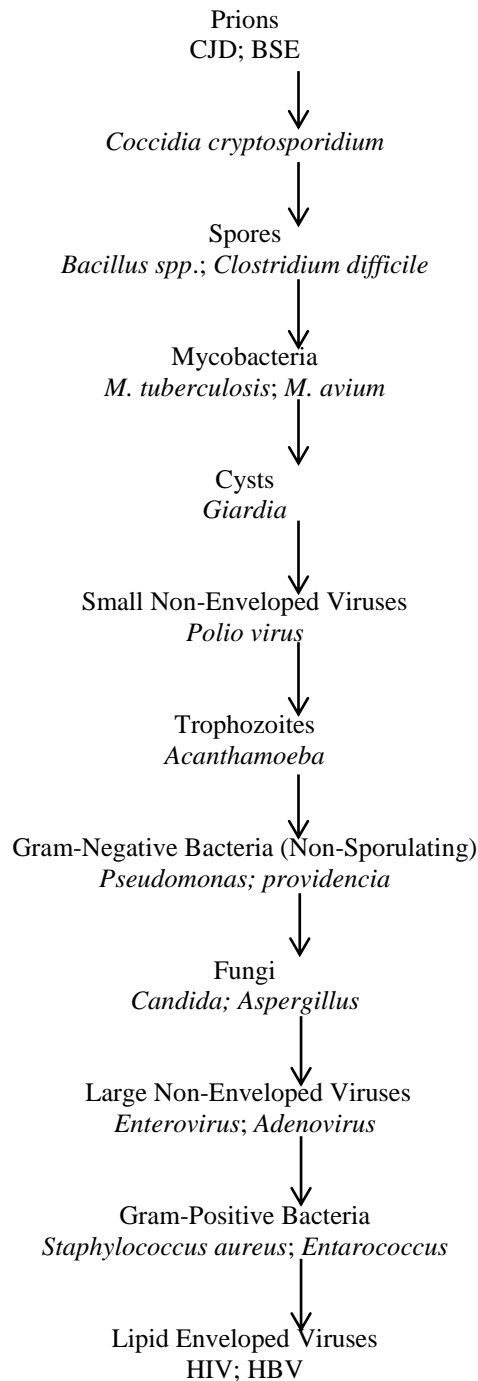 Prions
CJD; BSE
Coccidia cryptosporidium
Spores
Bacillus spp.; Clostridium difficile
Mycobacteria
M. tuberculosis; M. avium
Cysts
Giardia
Small Non-Enveloped Viruses
Polio virus
Trophozoites
Acanthamoeba
Gram-Negative Bacteria (Non-Sporulating)
Pseudomonas; providencia
Fungi
Candida; Aspergillus
Large Non-Enveloped Viruses
Enterovirus; Adenovirus
Gram-Positive Bacteria
Staphylococcus aureus; Entarococcus
Lipid Enveloped Viruses
HIV; HBV